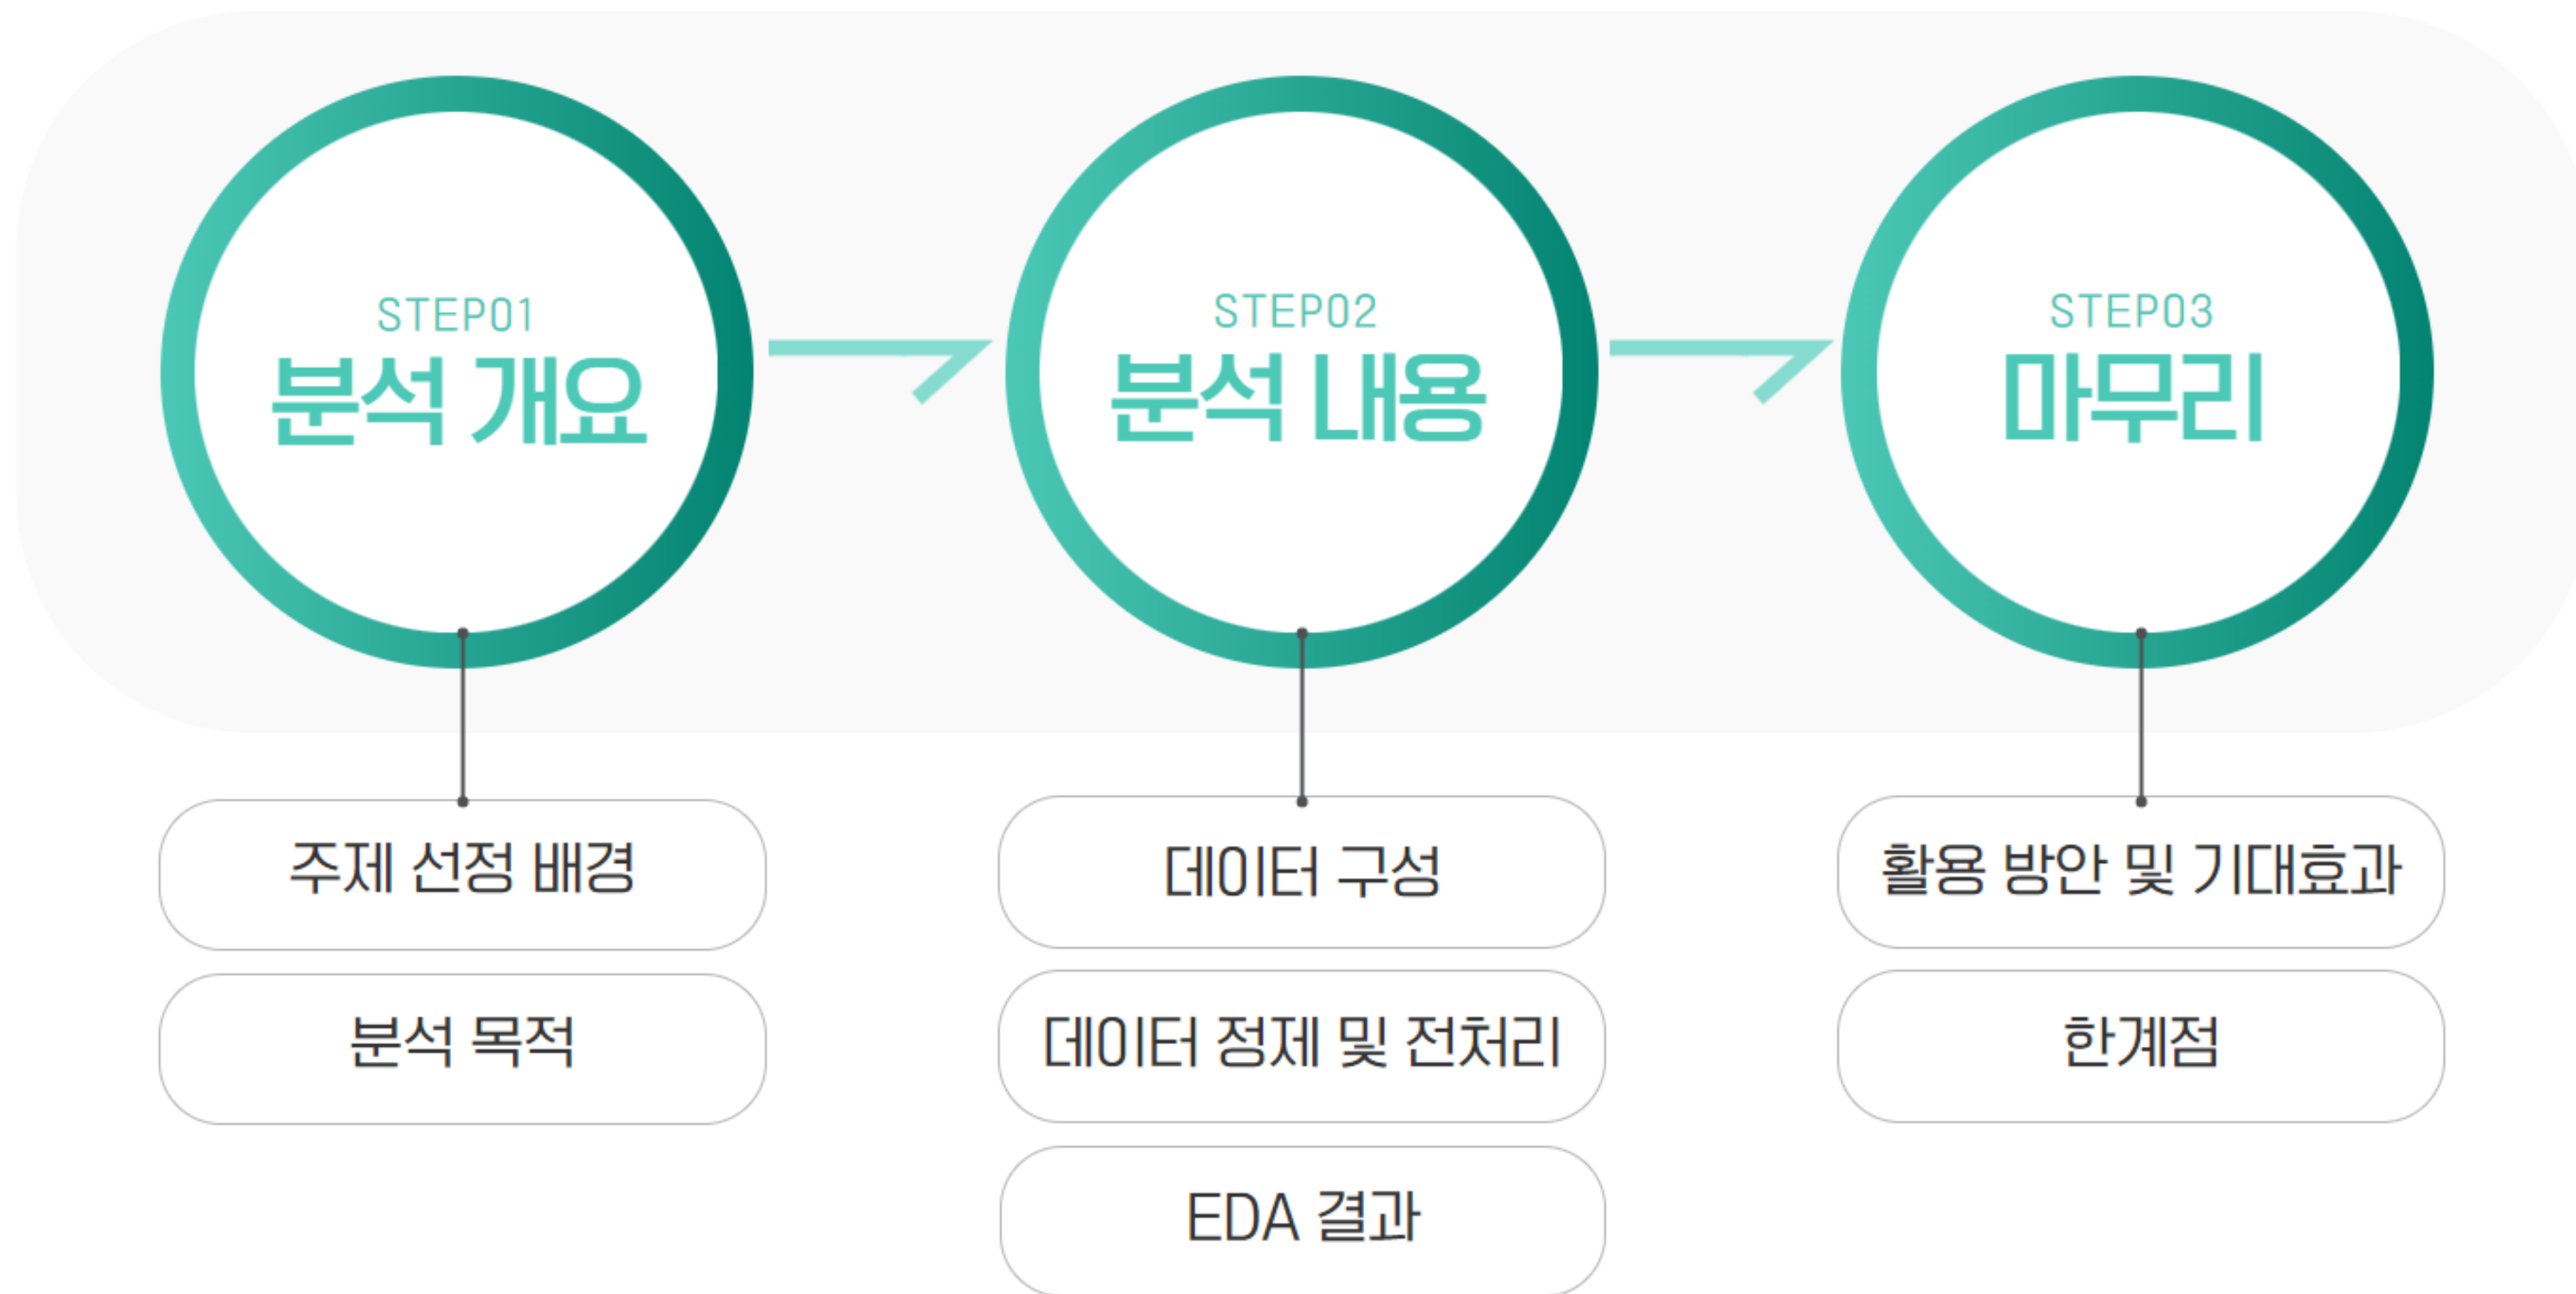 STEP01
분석 개요
STEP02
분석 내용
STEP03
마무리
주제 선정 배경
분석 목적
데이터 구성
데이터 정제 및 전처리
EDA 결과
활용 방안 및 기대효과
한계점